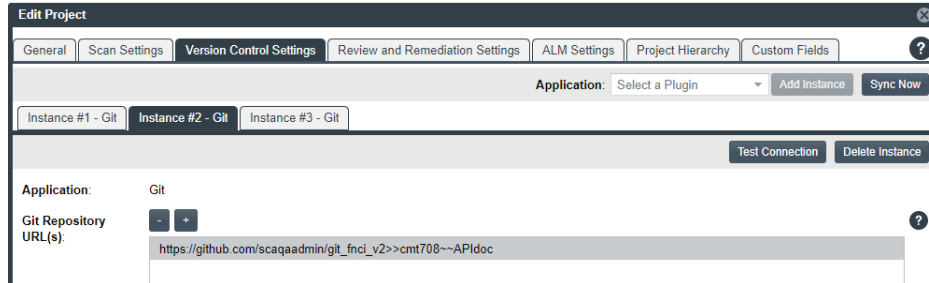 Edit Project
General Scan Settings Version Control Settings Review and Remediation Settings ALM Settings Project Hierarchy Custom Fields ?
Application: Select a Plugin Add Instance Sync Now
Instance #1 - Git Instance #2 - Git Instance #3 - Git
Test Connection Delete Instance
Application: Git
Git Repository - + ?
URL(s):
https://github.com/scaqaadmin/git_fnci_v2>>cmt708~~APIdoc